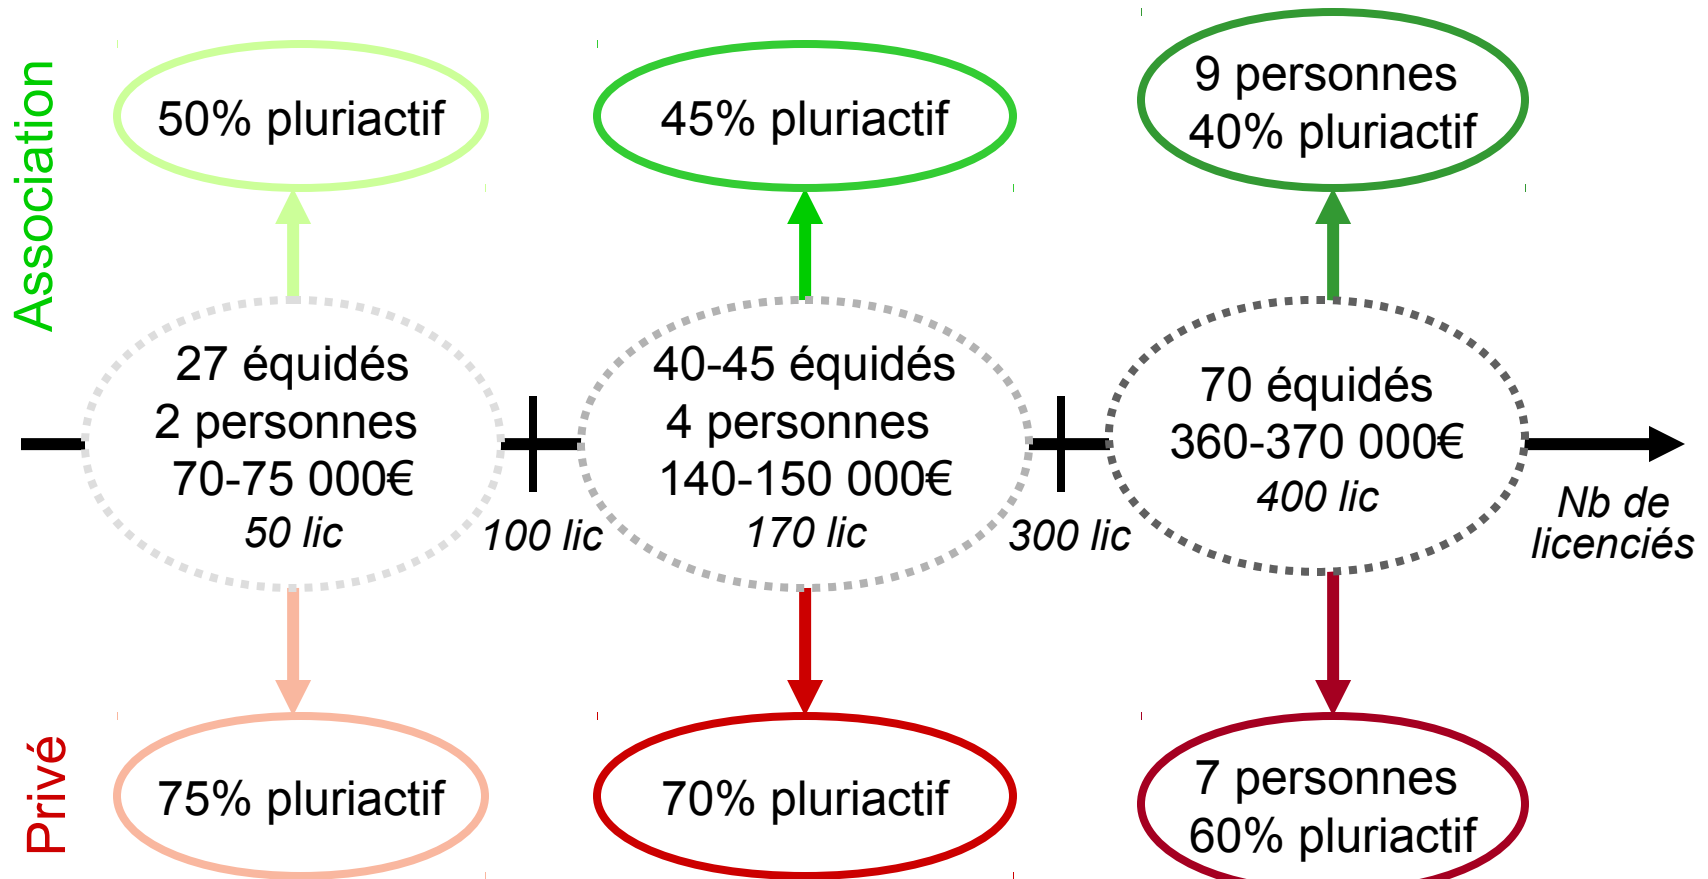 Association
50% pluriactif
45% pluriactif
9 personnes
40% pluriactif
27 équidés
2 personnes
70-75 000€
50 lic
100 lic
40-45 équidés
4 personnes
140-150 000€
170 lic
300 lic
70 équidés
360-370 000€
400 lic
Nb de
licenciés
Privé
75% pluriactif
70% pluriactif
7 personnes
60% pluriactif